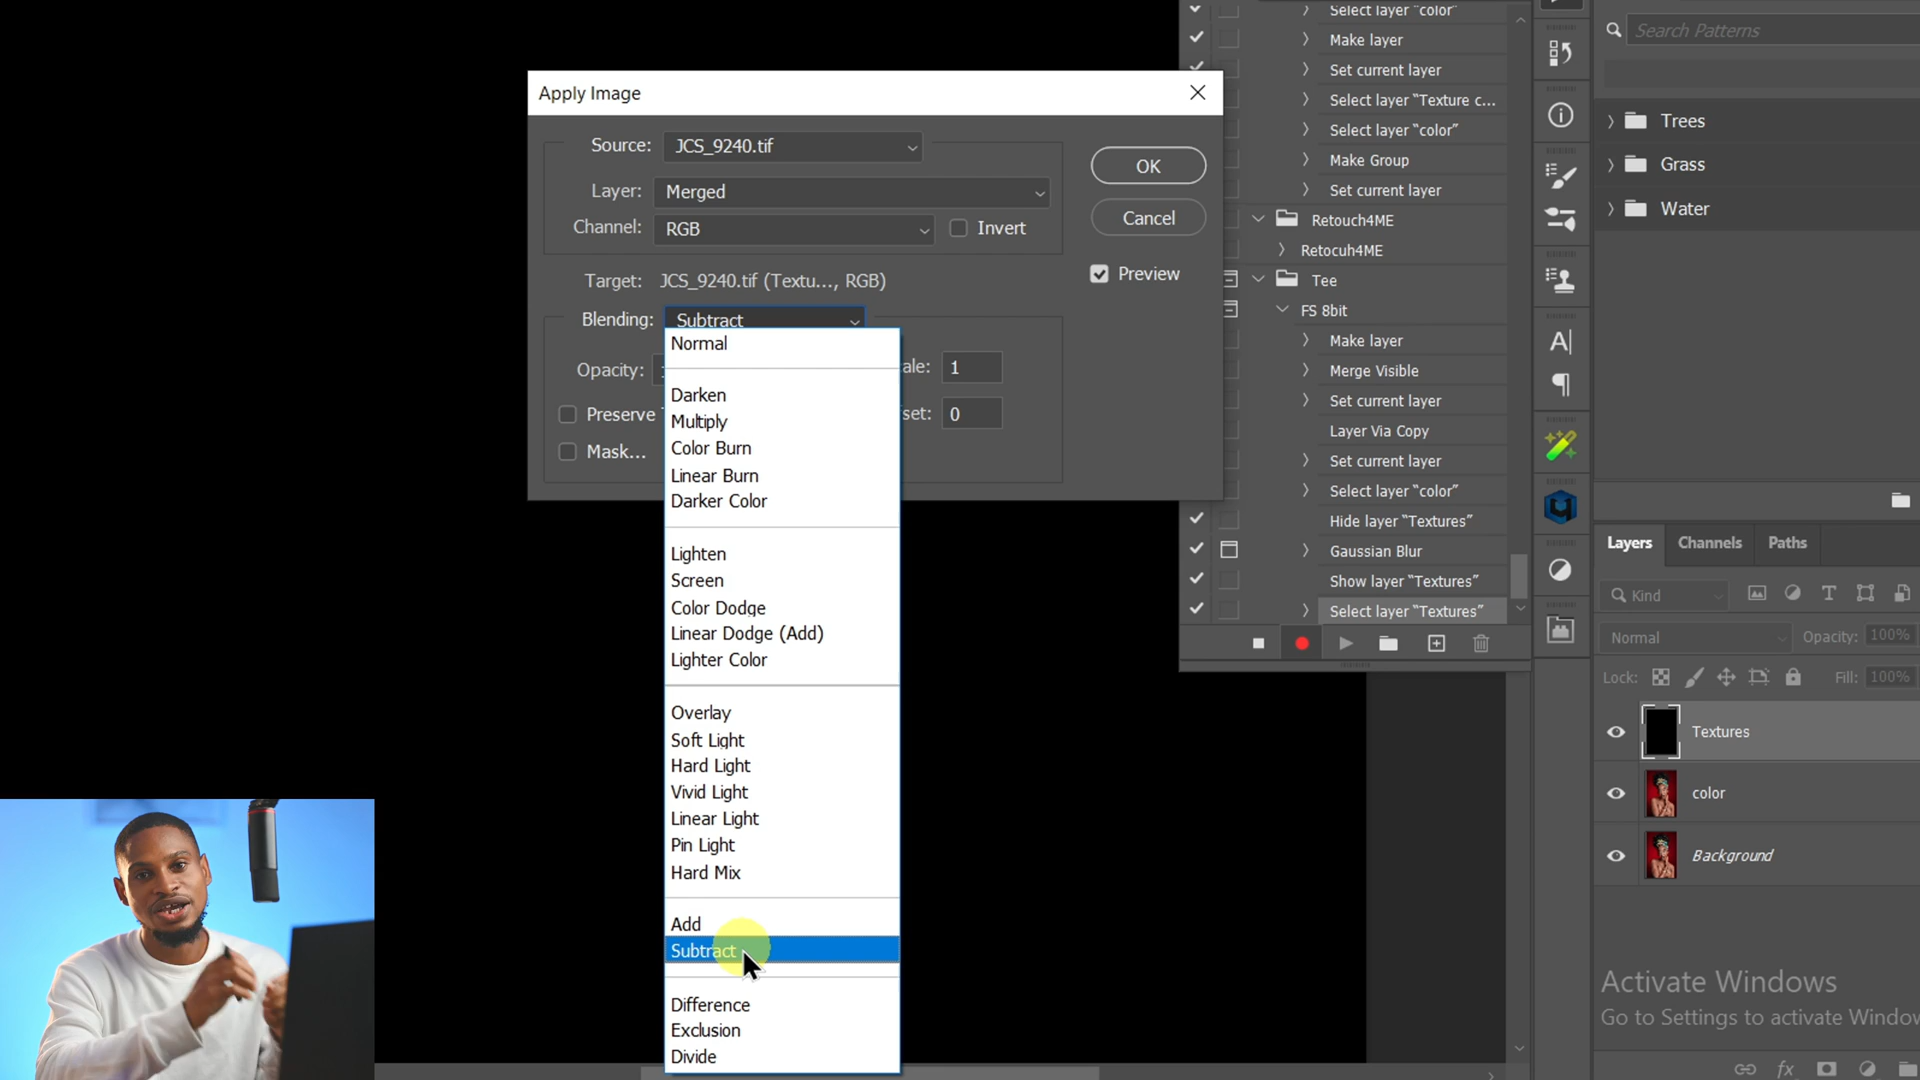 Apply Image
Source: JCS_9240.tif
Layer: Merged
Channel: RGB
Invert
Target: JCS_9240.tif (Textu..., RGB)
Blending: Subtract
Opacity:
ale: 1
Preserve
set: 0
Mask...
OK
Cancel
Preview
Normal
Darken
Multiply
Color Burn
Linear Burn
Darker Color
Lighten
Screen
Color Dodge
Linear Dodge (Add)
Lighter Color
Overlay
Soft Light
Hard Light
Vivid Light
Linear Light
Pin Light
Hard Mix
Add
Subtract
Difference
Exclusion
Divide
Select layer "color"
Make layer
Set current layer
Select layer "Texture c...
Select layer "color"
Make Group
Set current layer
Retouch4ME
Retocuh4ME
Tee
FS 8bit
Make layer
Merge Visible
Set current layer
Layer Via Copy
Set current layer
Select layer "color"
Hide layer "Textures"
Gaussian Blur
Show layer "Textures"
Select layer "Textures"
Search Patterns
Trees
Grass
Water
Layers Channels Paths
Kind
Normal Opacity: 100%
Lock: Fill: 100%
Textures
color
Background
Activate Windows
Go to Settings to activate Window
fx